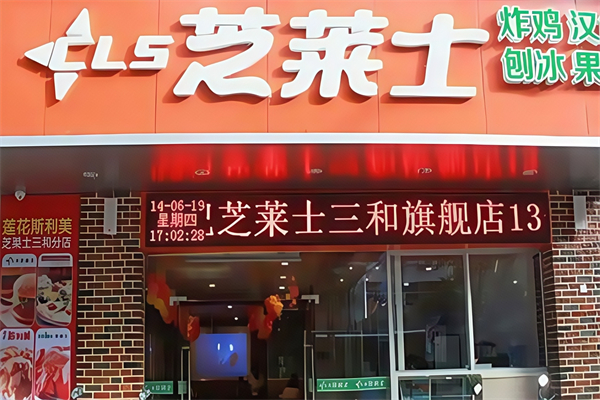 CLS 芝莱士
炸鸡 汉
刨冰 果
14-06-19
星期四
17:02:28
芝莱士三和旗舰店13
莲花斯利美
芝莱士三和分店